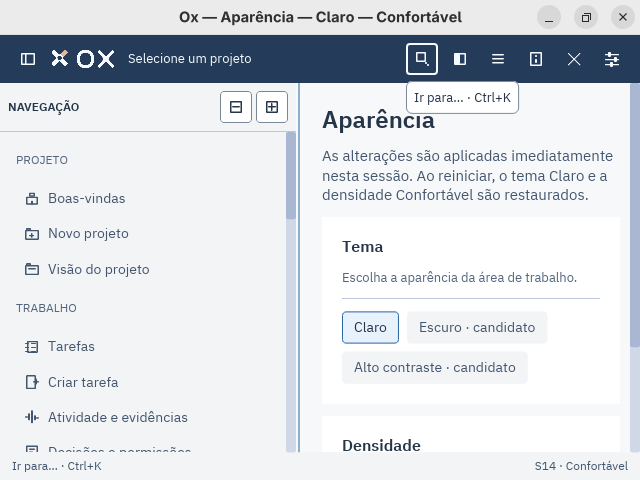 Ox — Aparência — Claro — Confortável
OX
Selecione um projeto
NAVEGAÇÃO
Ir para... · Ctrl+K
Aparência
As alterações são aplicadas imediatamente
nesta sessão. Ao reiniciar, o tema Claro e a
densidade Confortável são restaurados.
PROJETO
Boas-vindas
Novo projeto
Visão do projeto
TRABALHO
Tarefas
Criar tarefa
Atividade e evidências
Decisões e permissões
Tema
Escolha a aparência da área de trabalho.
Claro
Escuro · candidato
Alto contraste · candidato
Densidade
Ir para... · Ctrl+K
S14 · Confortável